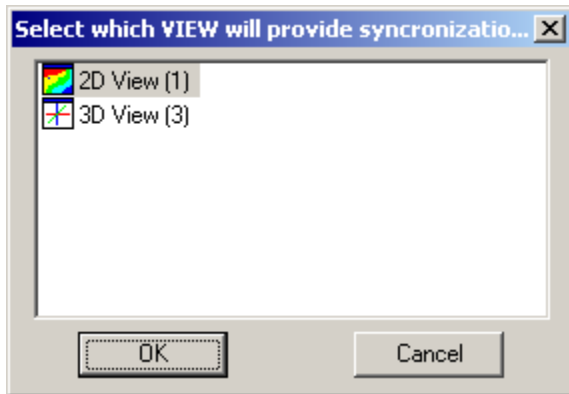 Select which VIEW will provide syncronizatio...
2D View (1)
3D View (3)
OK
Cancel